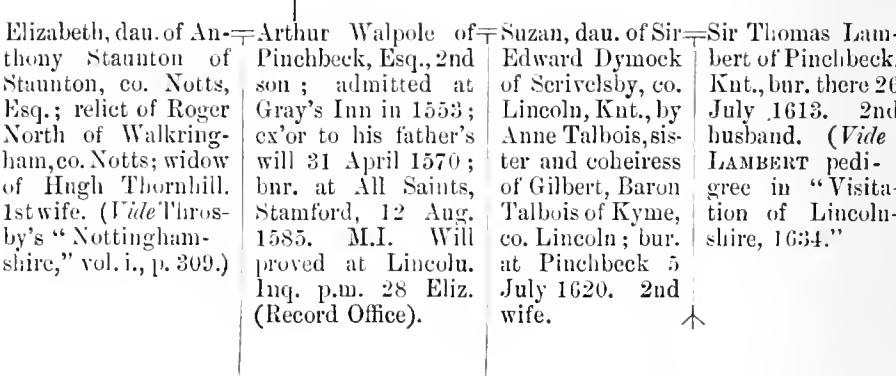 Elizabeth, dau. of An-
thony Staunton of
Staunton, co. Notts,
Esq.; relict of Roger
North of Walkring-
ham, co. Notts; widow
of Hugh Thornhill.
1st wife. (Vide Thros-
by's “Nottingham-
shire,” vol. i., p. 309.)
Arthur Walpole of
Pinchbeck, Esq., 2nd
son; admitted at
Gray's Inn in 1553;
ex'or to his father's
will 31 April 1570;
bur. at All Saints,
Stamford, 12 Aug.
1585. M.I. Will
proved at Lincoln.
Inq. p.m. 28 Eliz.
(Record Office).
Suzan, dau. of Sir
Edward Dymock
of Scrivelsby, co.
Lincoln, Knt., by
Anne Talbois, sis-
ter and coheiress
of Gilbert, Baron
Talbois of Kyme,
co. Lincoln; bur.
at Pinchbeck 5
July 1620. 2nd
wife.
Sir Thomas Lam-
bert of Pinchbeck,
Knt., bur. there 26
July 1613. 2nd
husband. (Vide
LAMBERT pedi-
gree in “Visita-
tion of Lincoln-
shire, 1634.”